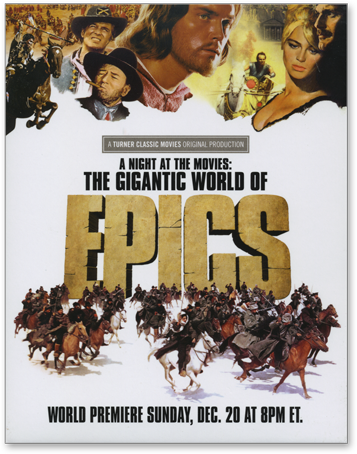 A TURNER CLASSIC MOVIES ORIGINAL PRODUCTION
A NIGHT AT THE MOVIES:
THE GIGANTIC WORLD OF
EPICS
WORLD PREMIERE SUNDAY, DEC. 20 AT 8PM ET.